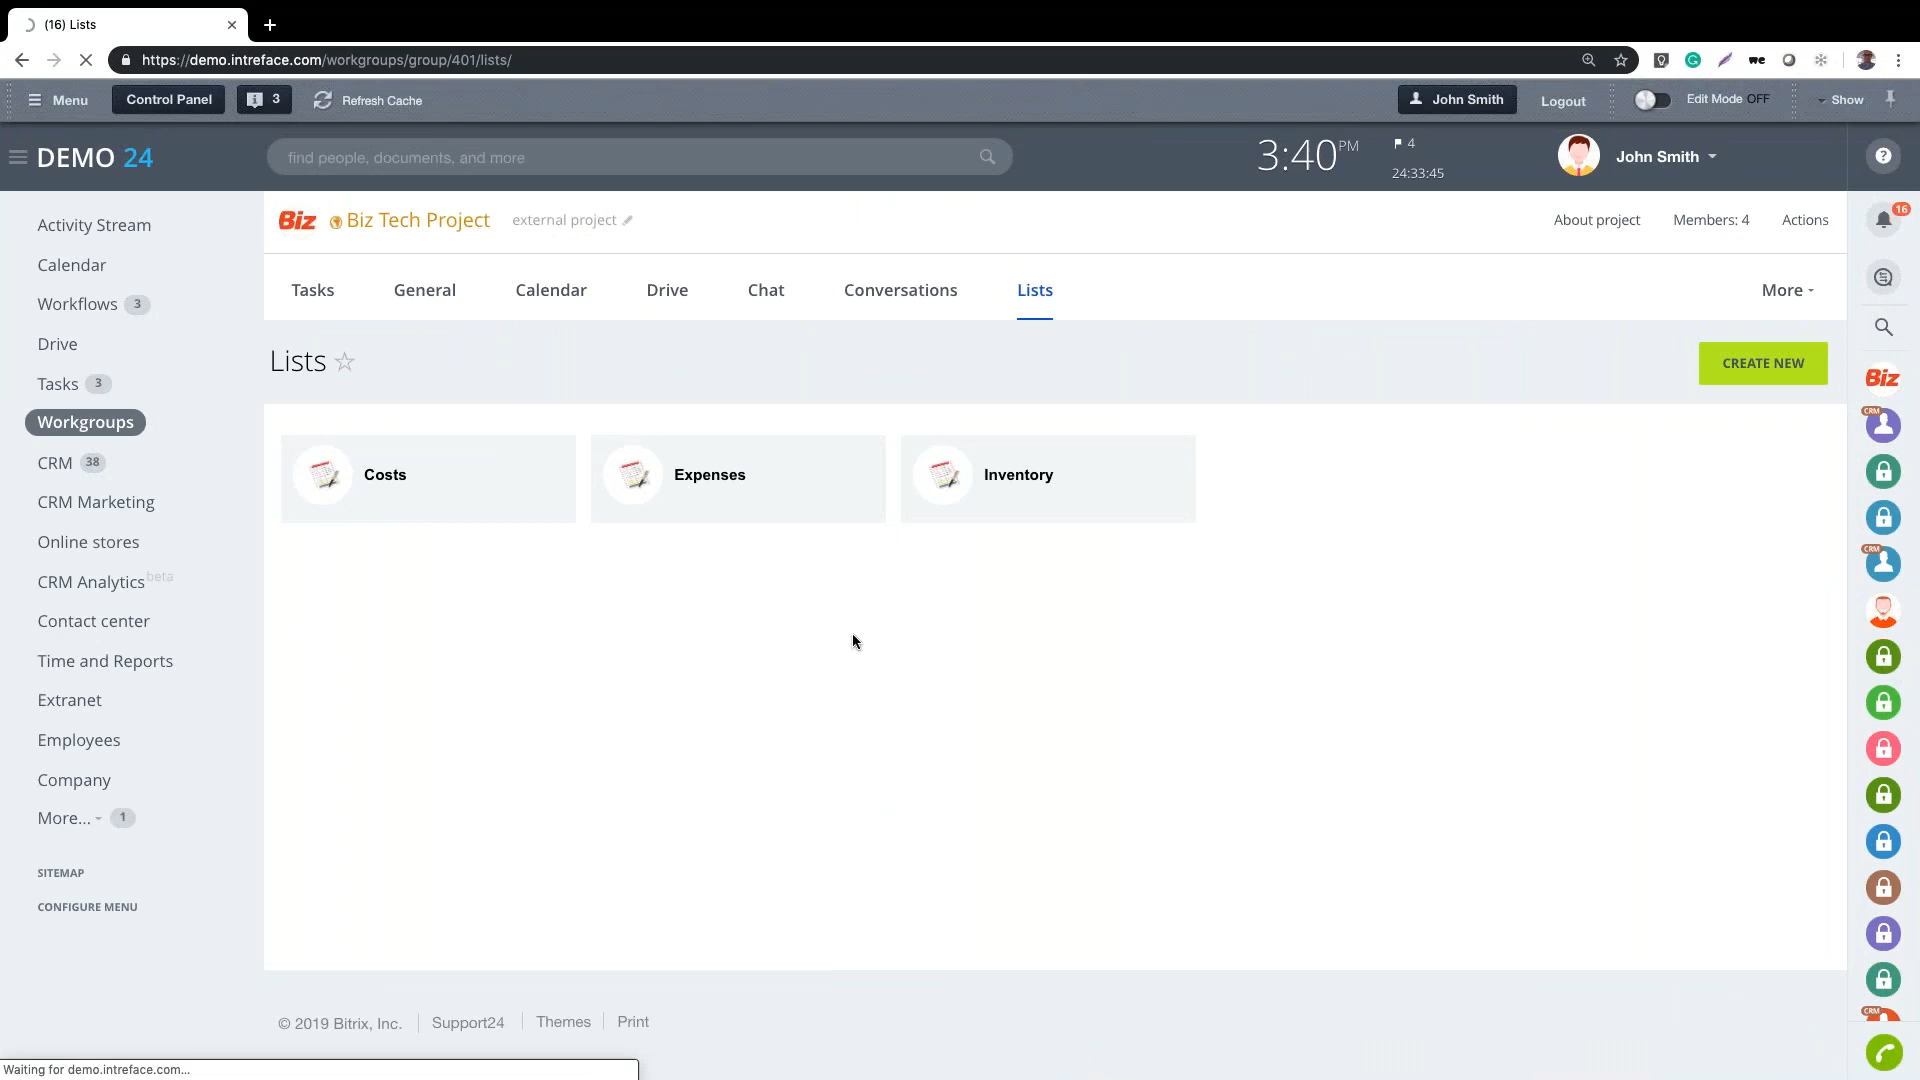 (16) Lists
https://demo.intreface.com/workgroups/group/401/lists/
Menu Control Panel 3 Refresh Cache John Smith Logout Edit Mode OFF Show
DEMO 24 find people, documents, and more 3:40 PM 4 24:33:45 John Smith
Activity Stream
Calendar
Workflows 3
Drive
Tasks 3
Workgroups
CRM 38
CRM Marketing
Online stores
CRM Analytics beta
Contact center
Time and Reports
Extranet
Employees
Company
More... 1
SITEMAP
CONFIGURE MENU
Biz Biz Tech Project external project About project Members: 4 Actions
Tasks General Calendar Drive Chat Conversations Lists More
Lists CREATE NEW
Costs Expenses Inventory
© 2019 Bitrix, Inc. Support24 Themes Print
16
Biz
CRM
CRM
CRM
Waiting for demo.intreface.com...